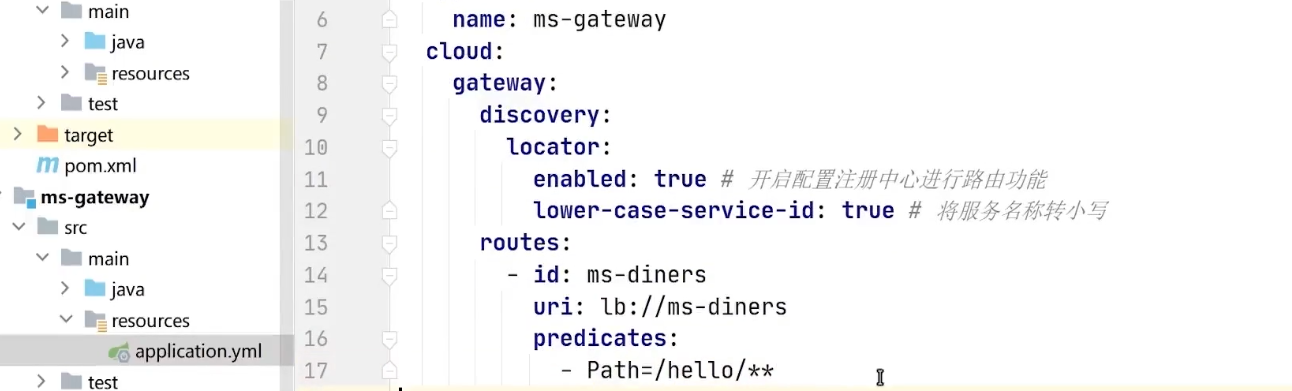 main
java
resources
test
target
pom.xml
ms-gateway
src
main
java
resources
application.yml
test
6 name: ms-gateway
7 cloud:
8 gateway:
9 discovery:
10 locator:
11 enabled: true # 开启配置注册中心进行路由功能
12 lower-case-service-id: true # 将服务名称转小写
13 routes:
14 - id: ms-diners
15 uri: lb://ms-diners
16 predicates:
17 - Path=/hello/**